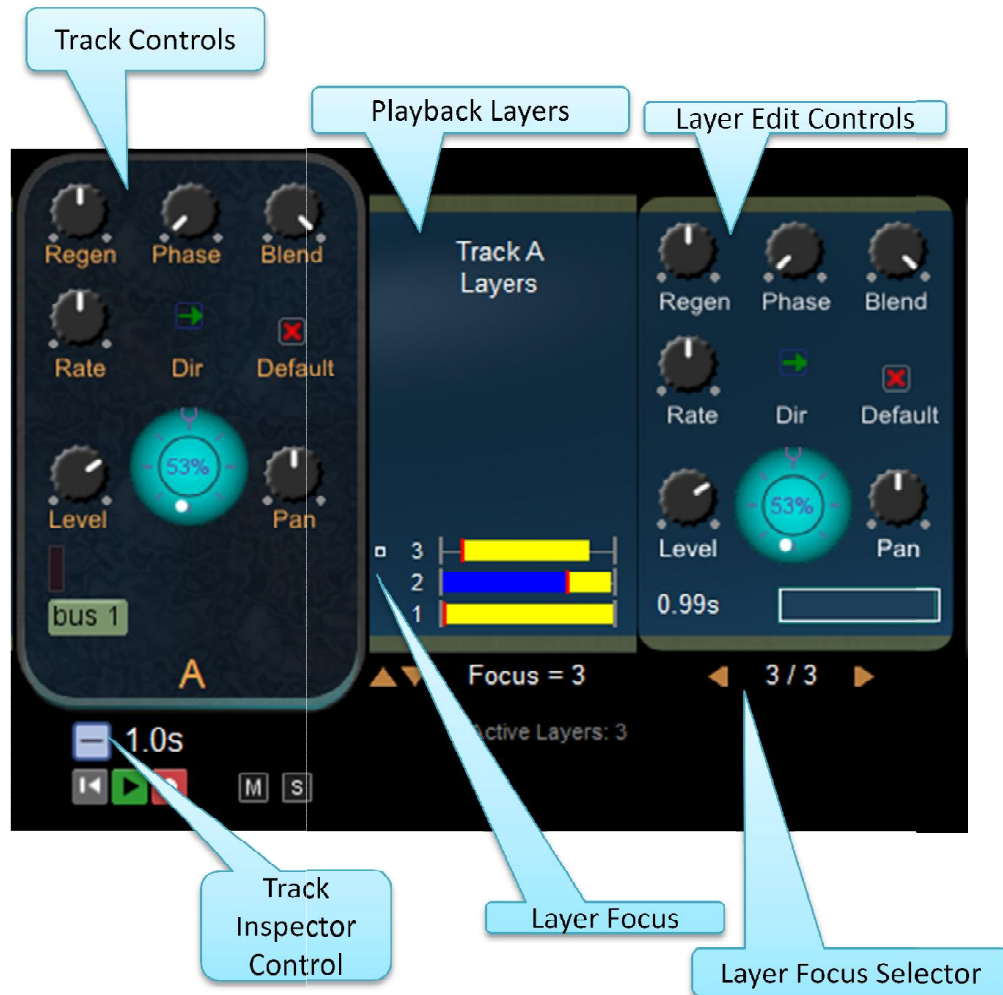 Track Controls
Playback Layers
Layer Edit Controls
Regen Phase Blend
Rate Dir Default
53%
Level Pan
bus 1
A
1.0s
M S
Track A
Layers
3
2
1
Focus = 3
Active Layers: 3
Regen Phase Blend
Rate Dir Default
53%
Level Pan
0.99s
3 / 3
Track
Inspector
Control
Layer Focus
Layer Focus Selector